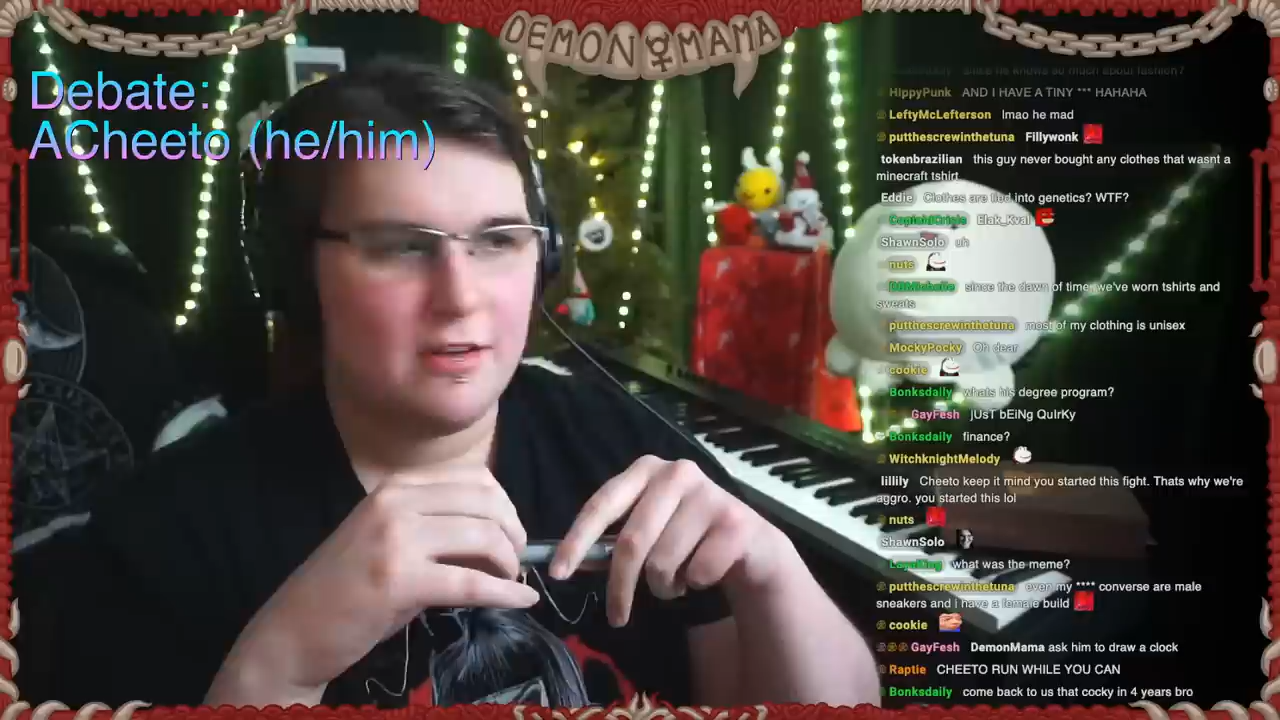 DEMON MAMA
Debate:
ACheeto (he/him)
HippyPunk AND I HAVE A TINY *** HAHAHA
LeftyMcLefterson lmao he mad
putthescrewinthetuna Fillywonk
tokenbrazilian this guy never bought any clothes that wasnt a
minecraft tshirt
Eddie Clothes are tied into genetics? WTF?
Elak_Kval
ShawnSolo uh
nuts
since the dawn of time, we've worn tshirts and
sweats
putthescrewinthetuna most of my clothing is unisex
MockyPocky Oh dear
cookie
Bonksdaily whats his degree program?
GayFesh jUsT bEiNg QuIrKy
Bonksdaily finance?
WitchknightMelody
lillily Cheeto keep it mind you started this fight. Thats why we're
aggro. you started this lol
nuts
ShawnSolo
what was the meme?
putthescrewinthetuna even my **** converse are male
sneakers and i have a female build
cookie
GayFesh DemonMama ask him to draw a clock
Raptie CHEETO RUN WHILE YOU CAN
Bonksdaily come back to us that cocky in 4 years bro